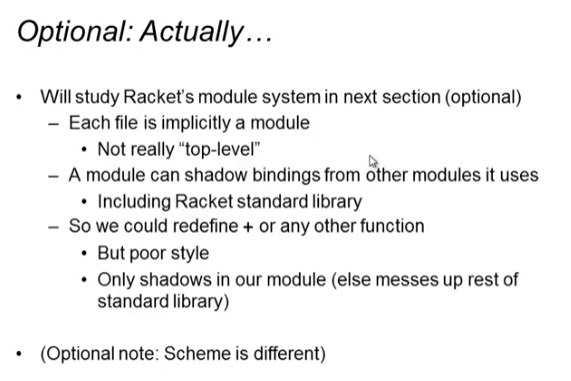 Optional: Actually…
• Will study Racket's module system in next section (optional)
– Each file is implicitly a module
• Not really “top-level”
– A module can shadow bindings from other modules it uses
• Including Racket standard library
– So we could redefine + or any other function
• But poor style
• Only shadows in our module (else messes up rest of
standard library)
• (Optional note: Scheme is different)